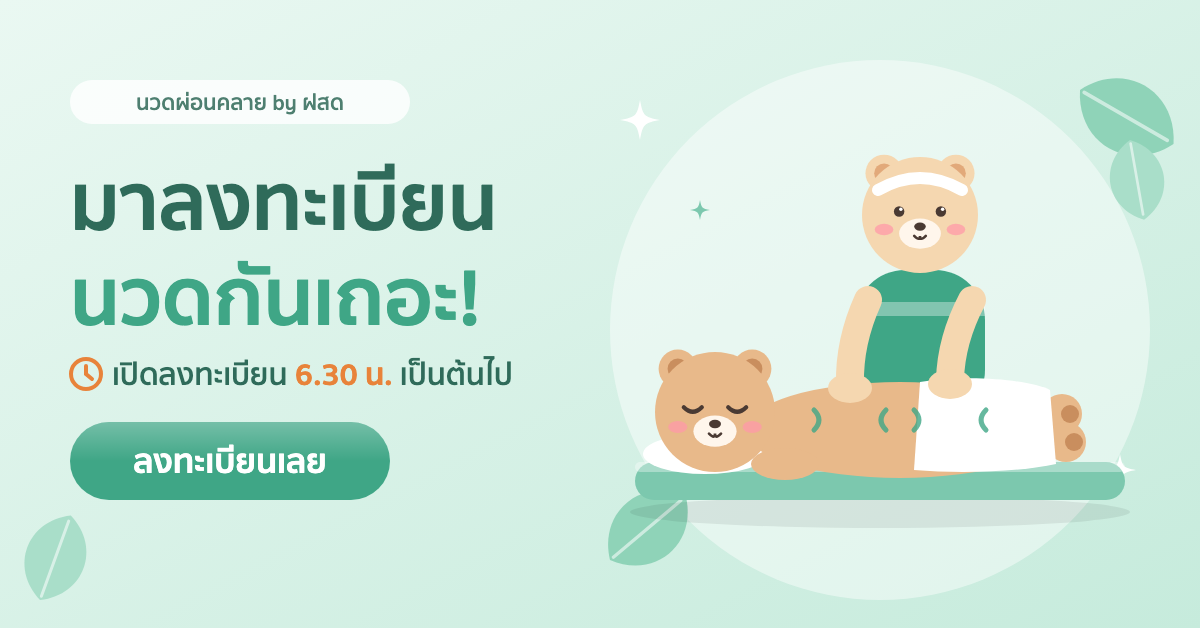 นวดผ่อนคลาย by ฝสด
มาลงทะเบียน
นวดกันเถอะ!
เปิดลงทะเบียน 6.30 น. เป็นต้นไป
ลงทะเบียนเลย